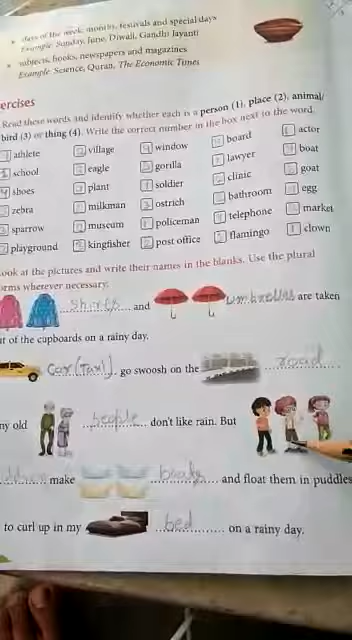 days of the week, months, festivals and special days
Example: Sunday, June, Diwali, Gandhi Jayanti
subjects, books, newspapers and magazines
Example: Science, Quran, The Economic Times
ercises
Read these words and identify whether each is a person (1), place (2), animal/
bird (3) or thing (4). Write the correct number in the box next to the word.
athlete village window board actor
school eagle gorilla lawyer boat
shoes plant soldier clinic goat
zebra milkman ostrich bathroom egg
sparrow museum policeman telephone market
playground kingfisher post office flamingo clown
ook at the pictures and write their names in the blanks. Use the plural
orms wherever necessary.
shirts and umbrellas are taken
t of the cupboards on a rainy day.
Car(Taxi) go swoosh on the road
ny old people don't like rain. But
make boats and float them in puddles
to curl up in my bed on a rainy day.